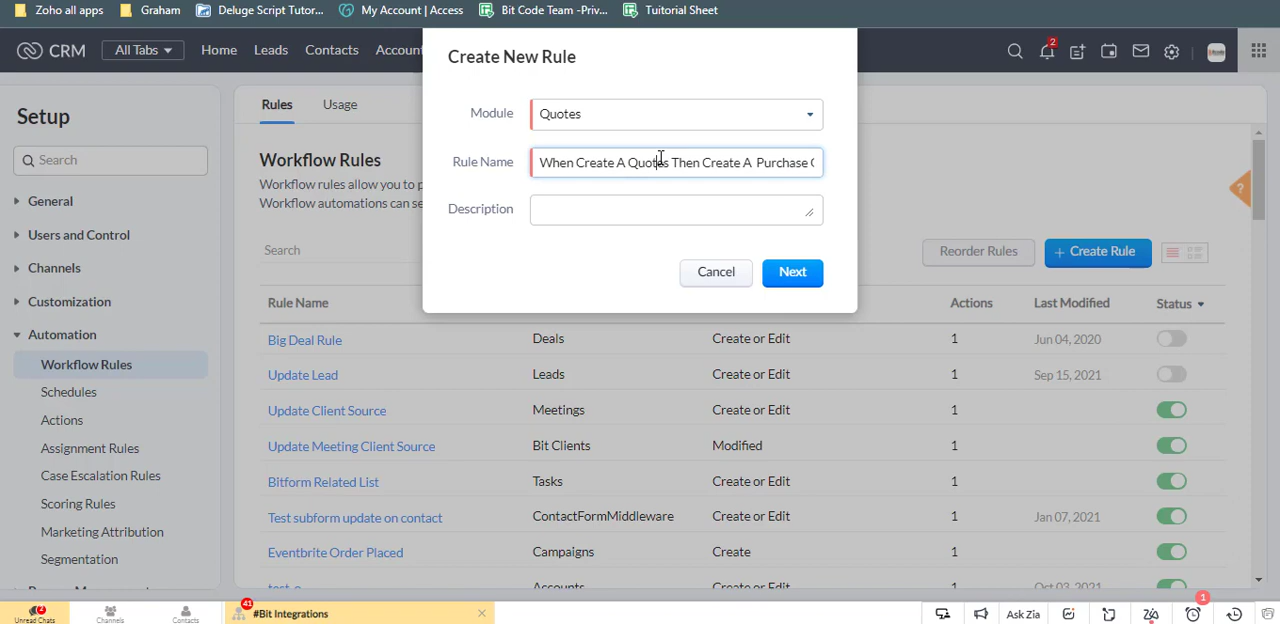 Zoho all apps Graham Deluge Script Tutor... My Account | Access Bit Code Team -Priv... Tuitorial Sheet
CRM All Tabs Home Leads Contacts Account 2
Create New Rule
Module Quotes
Rule Name When Create A Quotes Then Create A Purchase
Description
Cancel Next
Setup
Search
General
Users and Control
Channels
Customization
Automation
Workflow Rules
Schedules
Actions
Assignment Rules
Case Escalation Rules
Scoring Rules
Marketing Attribution
Segmentation
Rules Usage
Workflow Rules
Workflow rules allow you to p
Workflow automations can se
?
Search Reorder Rules + Create Rule
Rule Name Actions Last Modified Status
Big Deal Rule Deals Create or Edit 1 Jun 04, 2020
Update Lead Leads Create or Edit 1 Sep 15, 2021
Update Client Source Meetings Create or Edit 1
Update Meeting Client Source Bit Clients Modified 1
Bitform Related List Tasks Create or Edit 1
Test subform update on contact ContactFormMiddleware Create or Edit 1 Jan 07, 2021
Eventbrite Order Placed Campaigns Create 1
Accounts Create or Edit 1 Oct 03, 2021
2 Unread Chats Channels Contacts 41 #Bit Integrations Ask Zia 1